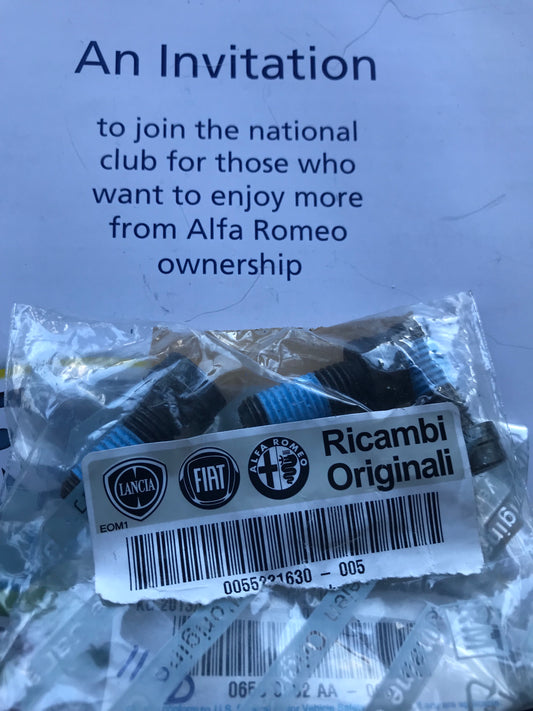 An Invitation
to join the national
club for those who
want to enjoy more
from Alfa Romeo
ownership
LANCIA
FIAT
ALFA ROMEO
Ricambi
Originali
EOM1
0055221630 - 005